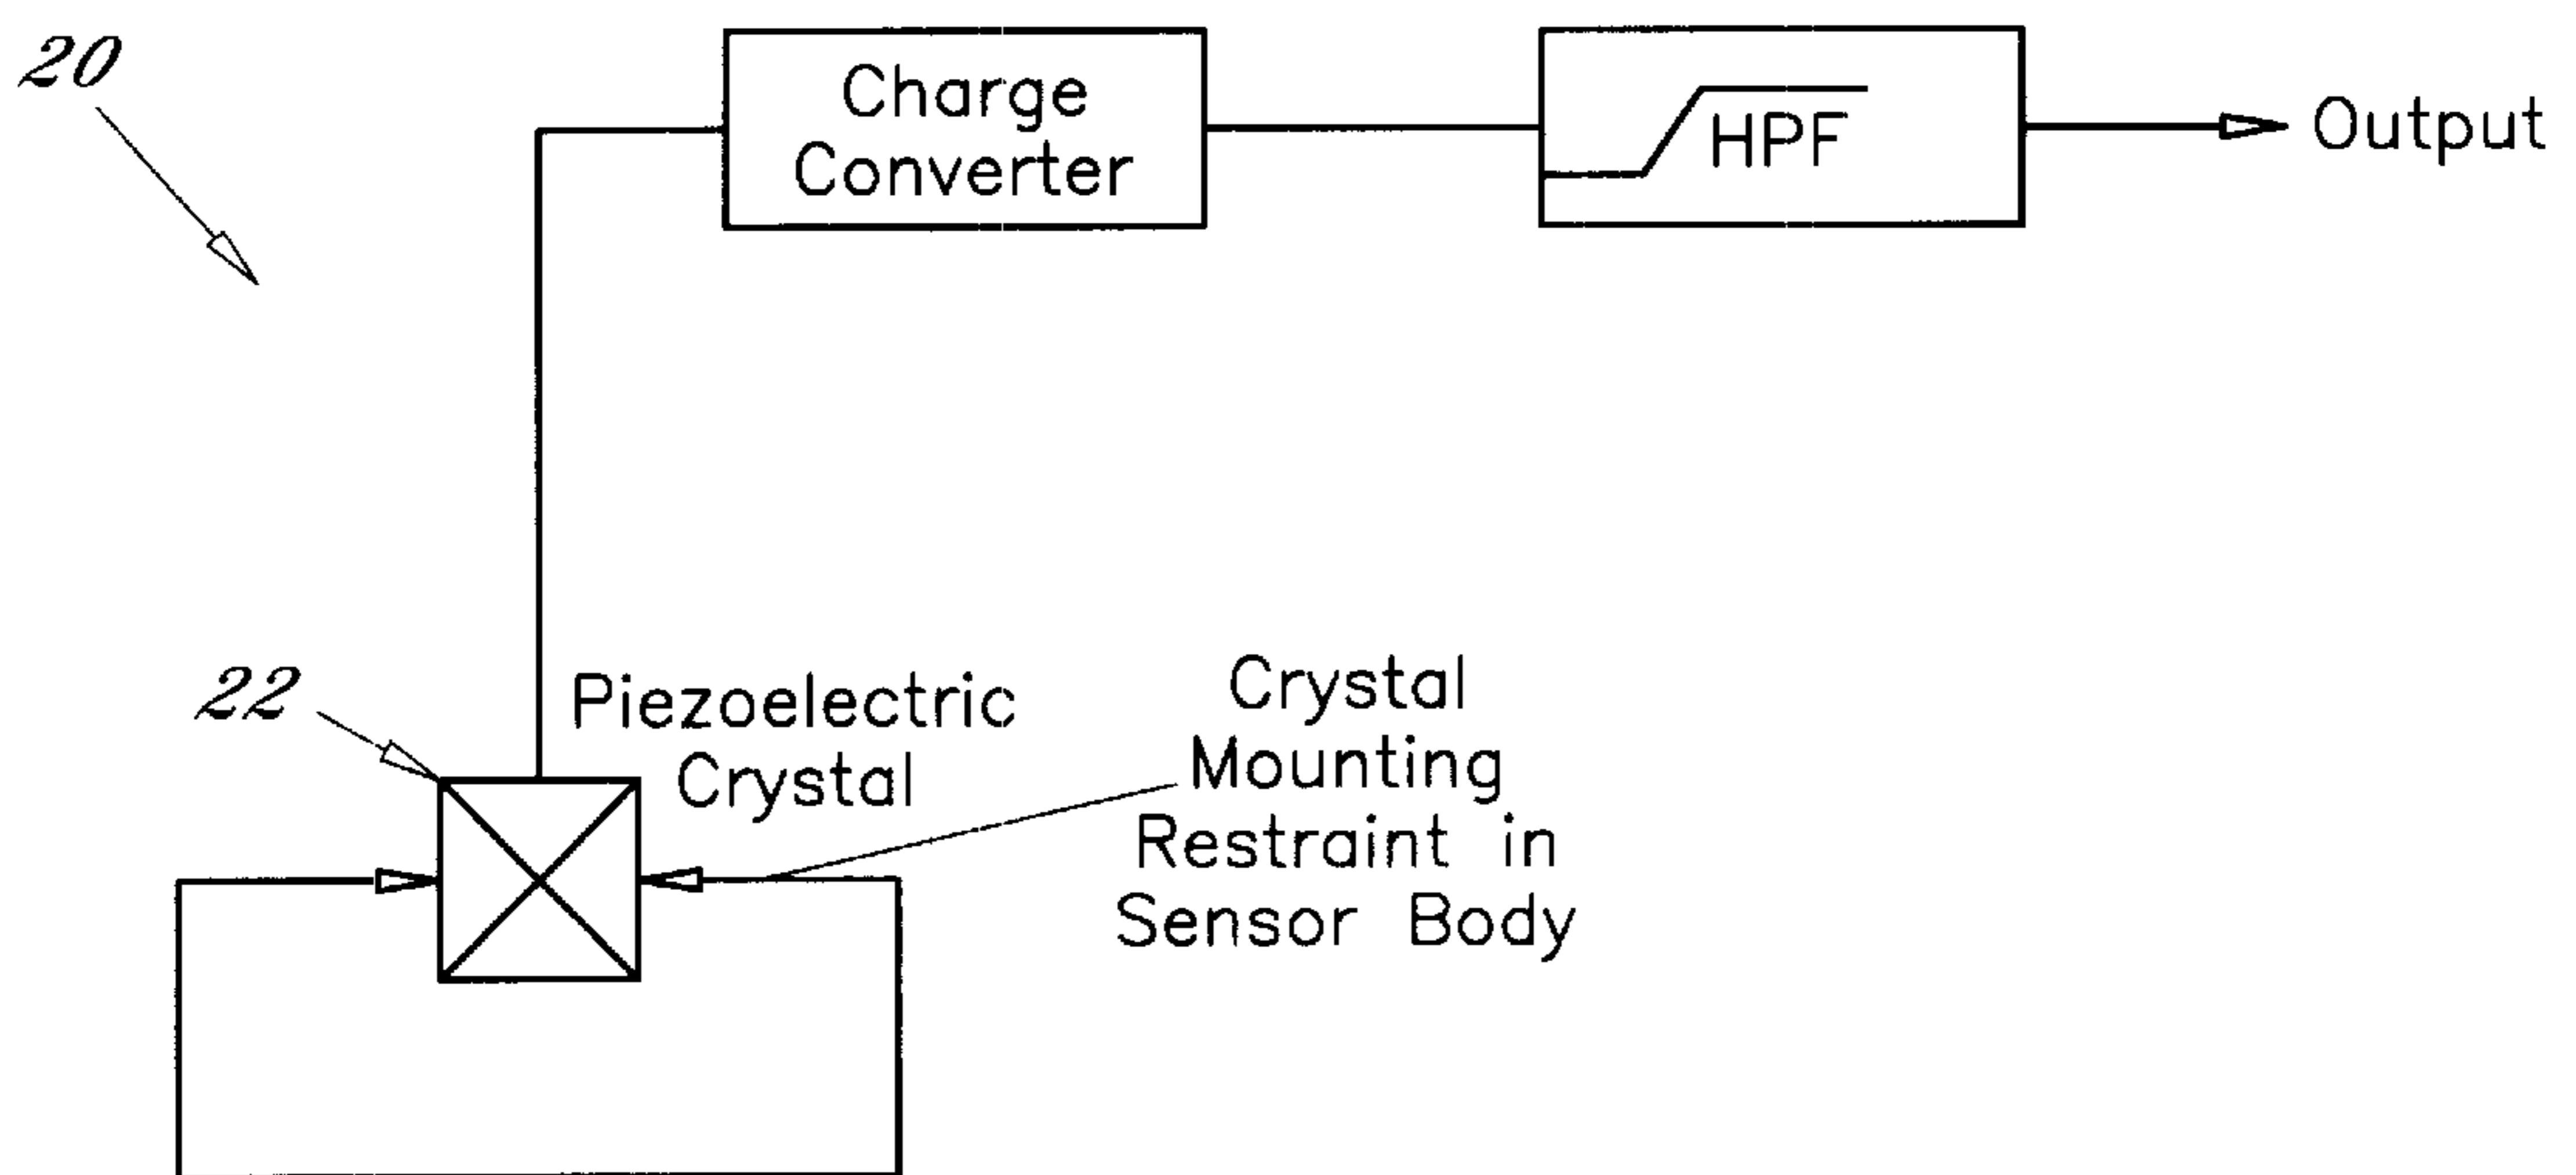 20
Charge
Converter
HPF
Output
22
Piezoelectric
Crystal
Crystal
Mounting
Restraint in
Sensor Body